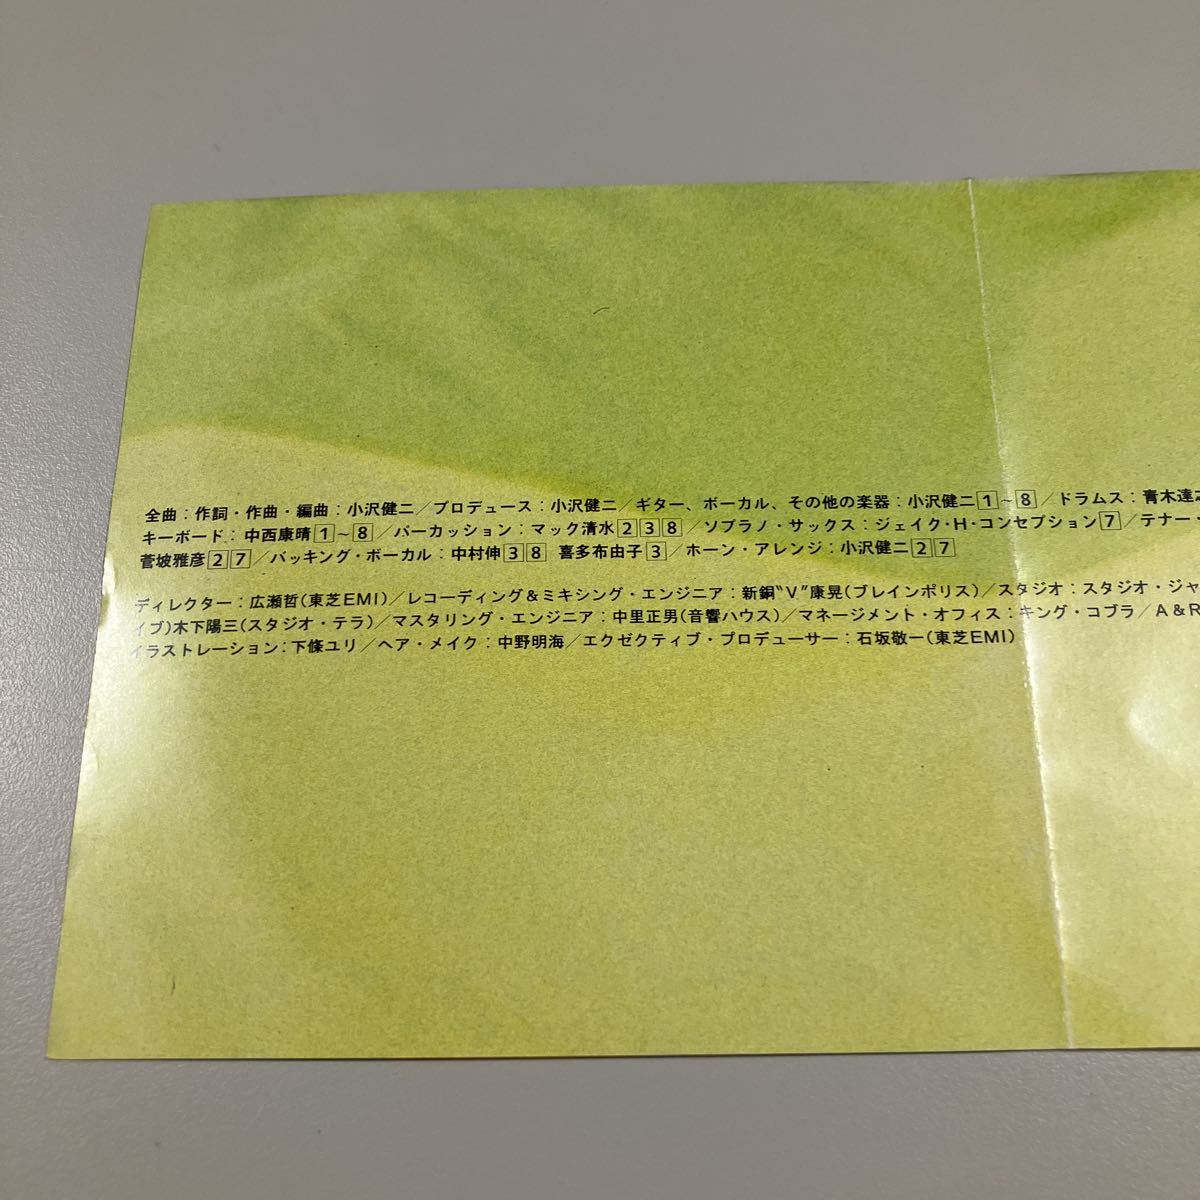 全曲：作詞・作曲・編曲：小沢健二／プロデュース：小沢健二／ギター、ボーカル、その他の楽器：小沢健二1〜8／ドラムス：青木達
キーボード：中西康晴1〜8／パーカッション：マック清水238／ソプラノ・サックス：ジェイク・H・コンセプション7／テナー・
菅坡雅彦27／バッキング・ボーカル：中村伸38 喜多布由子3／ホーン・アレンジ：小沢健二27
ディレクター：広瀬哲(東芝EMI)／レコーディング＆ミキシング・エンジニア：新銅“V”康晃(ブレインポリス)／スタジオ：スタジオ・ジャ
イブ)木下陽三(スタジオ・テラ)／マスタリング・エンジニア：中里正男(音響ハウス)／マネージメント・オフィス：キング・コブラ／A＆R
イラストレーション：下條ユリ／ヘア・メイク：中野明海／エクゼクティブ・プロデューサー：石坂敬一(東芝EMI)